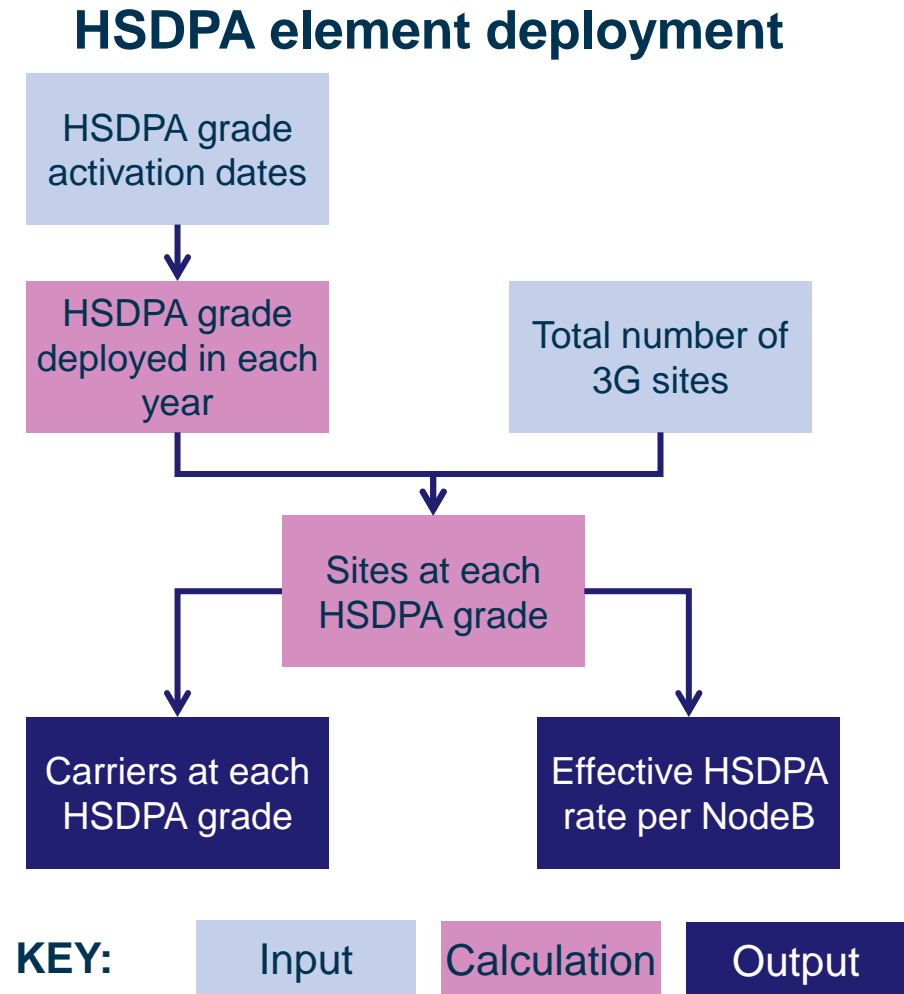 HSDPA element deployment
HSDPA grade
activation dates
HSDPA grade
deployed in each
year
Total number of
3G sites
Sites at each
HSDPA grade
Carriers at each
HSDPA grade
Effective HSDPA
rate per NodeB
KEY:
Input
Calculation
Output